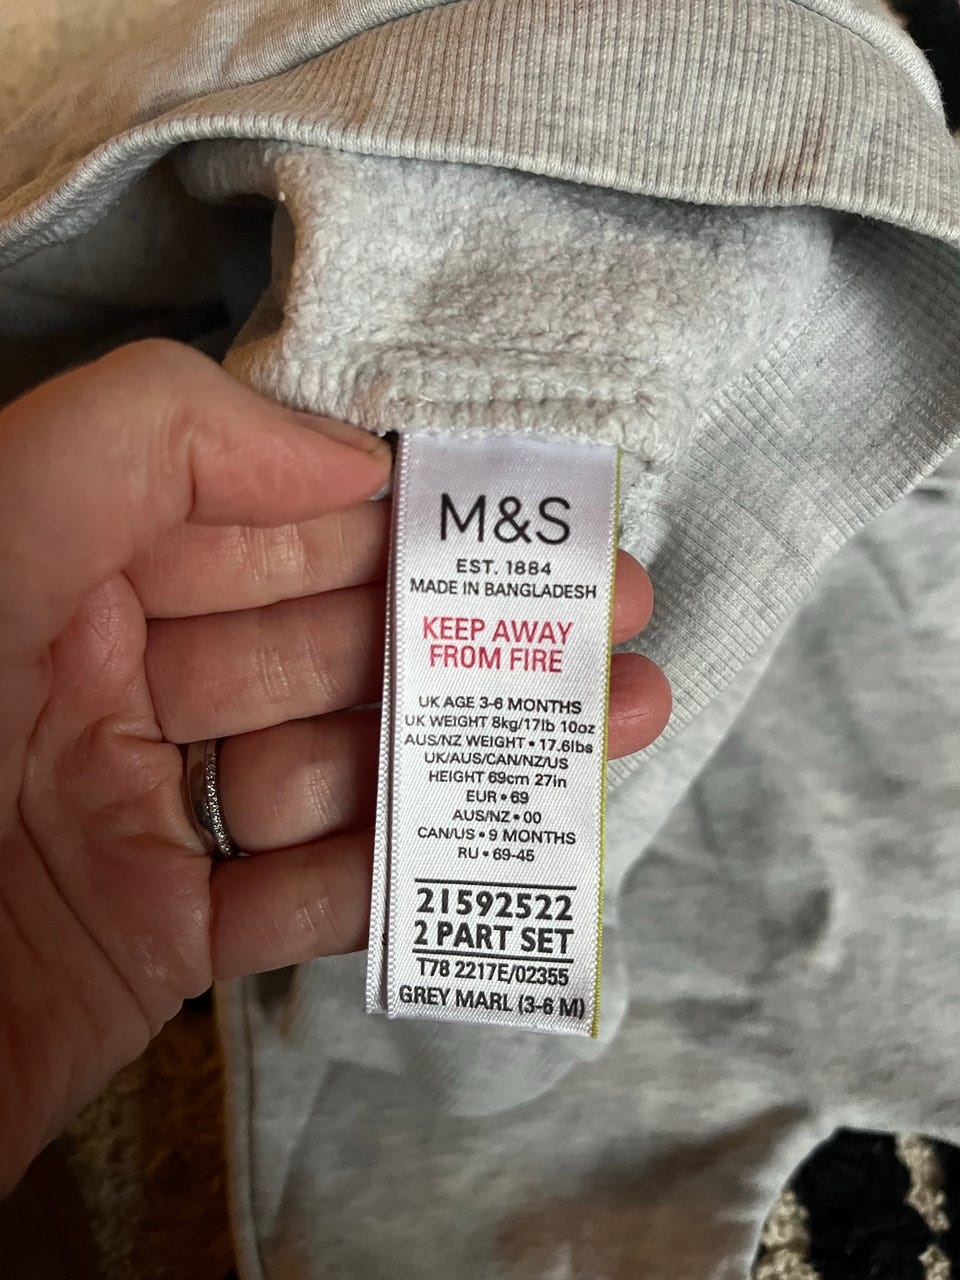 M&S
EST. 1884
MADE IN BANGLADESH
KEEP AWAY
FROM FIRE
UK AGE 3-6 MONTHS
UK WEIGHT 8kg/17lb 10oz
AUS/NZ WEIGHT • 17.6lbs
UK/AUS/CAN/NZ/US
HEIGHT 69cm 27in
EUR • 69
AUS/NZ • 00
CAN/US • 9 MONTHS
RU • 69-45
21592522
2 PART SET
T78 2217E/02355
GREY MARL (3-6 M)